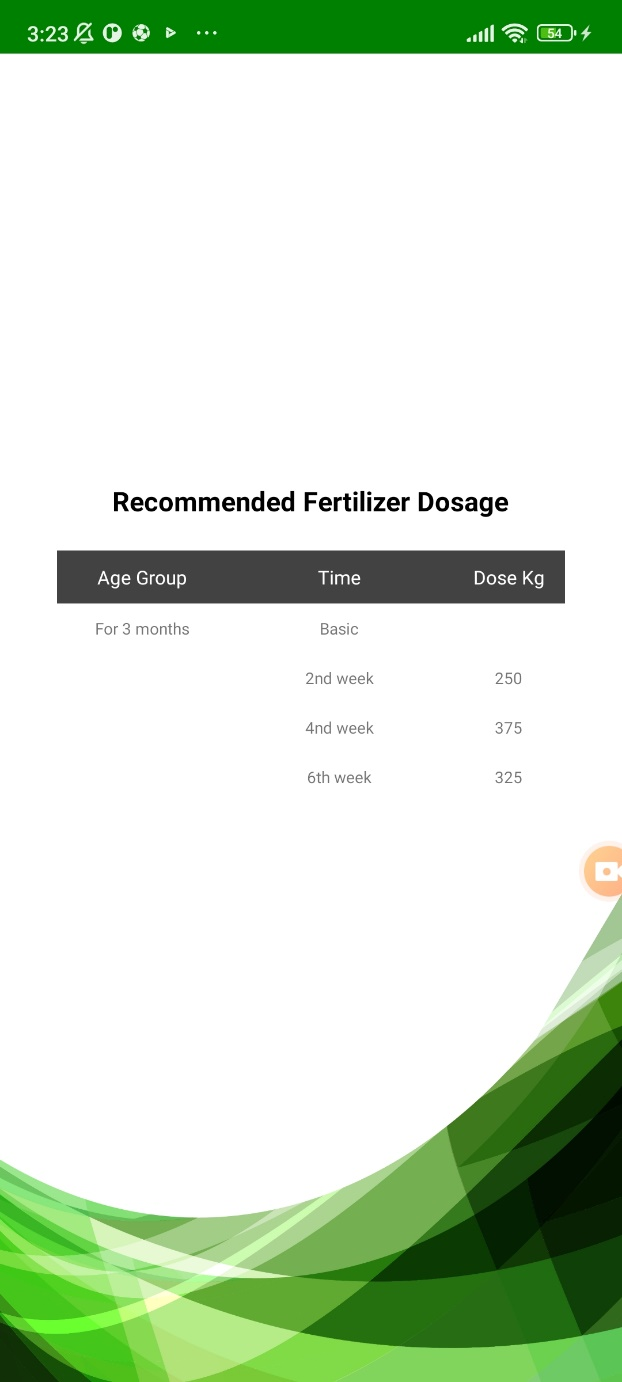 3:23
54
Recommended Fertilizer Dosage
Age Group Time Dose Kg
For 3 months Basic
2nd week 250
4nd week 375
6th week 325